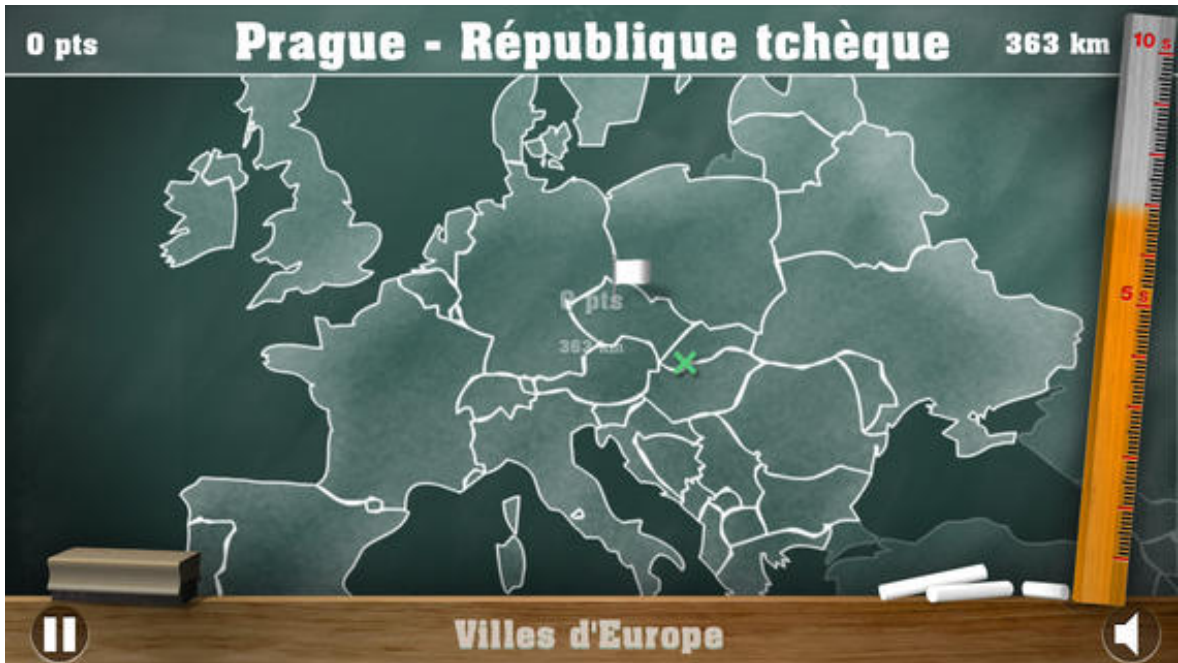 0 pts
Prague - République tchèque
363 km
10 s
0 pts
363 km
5 s
Villes d'Europe